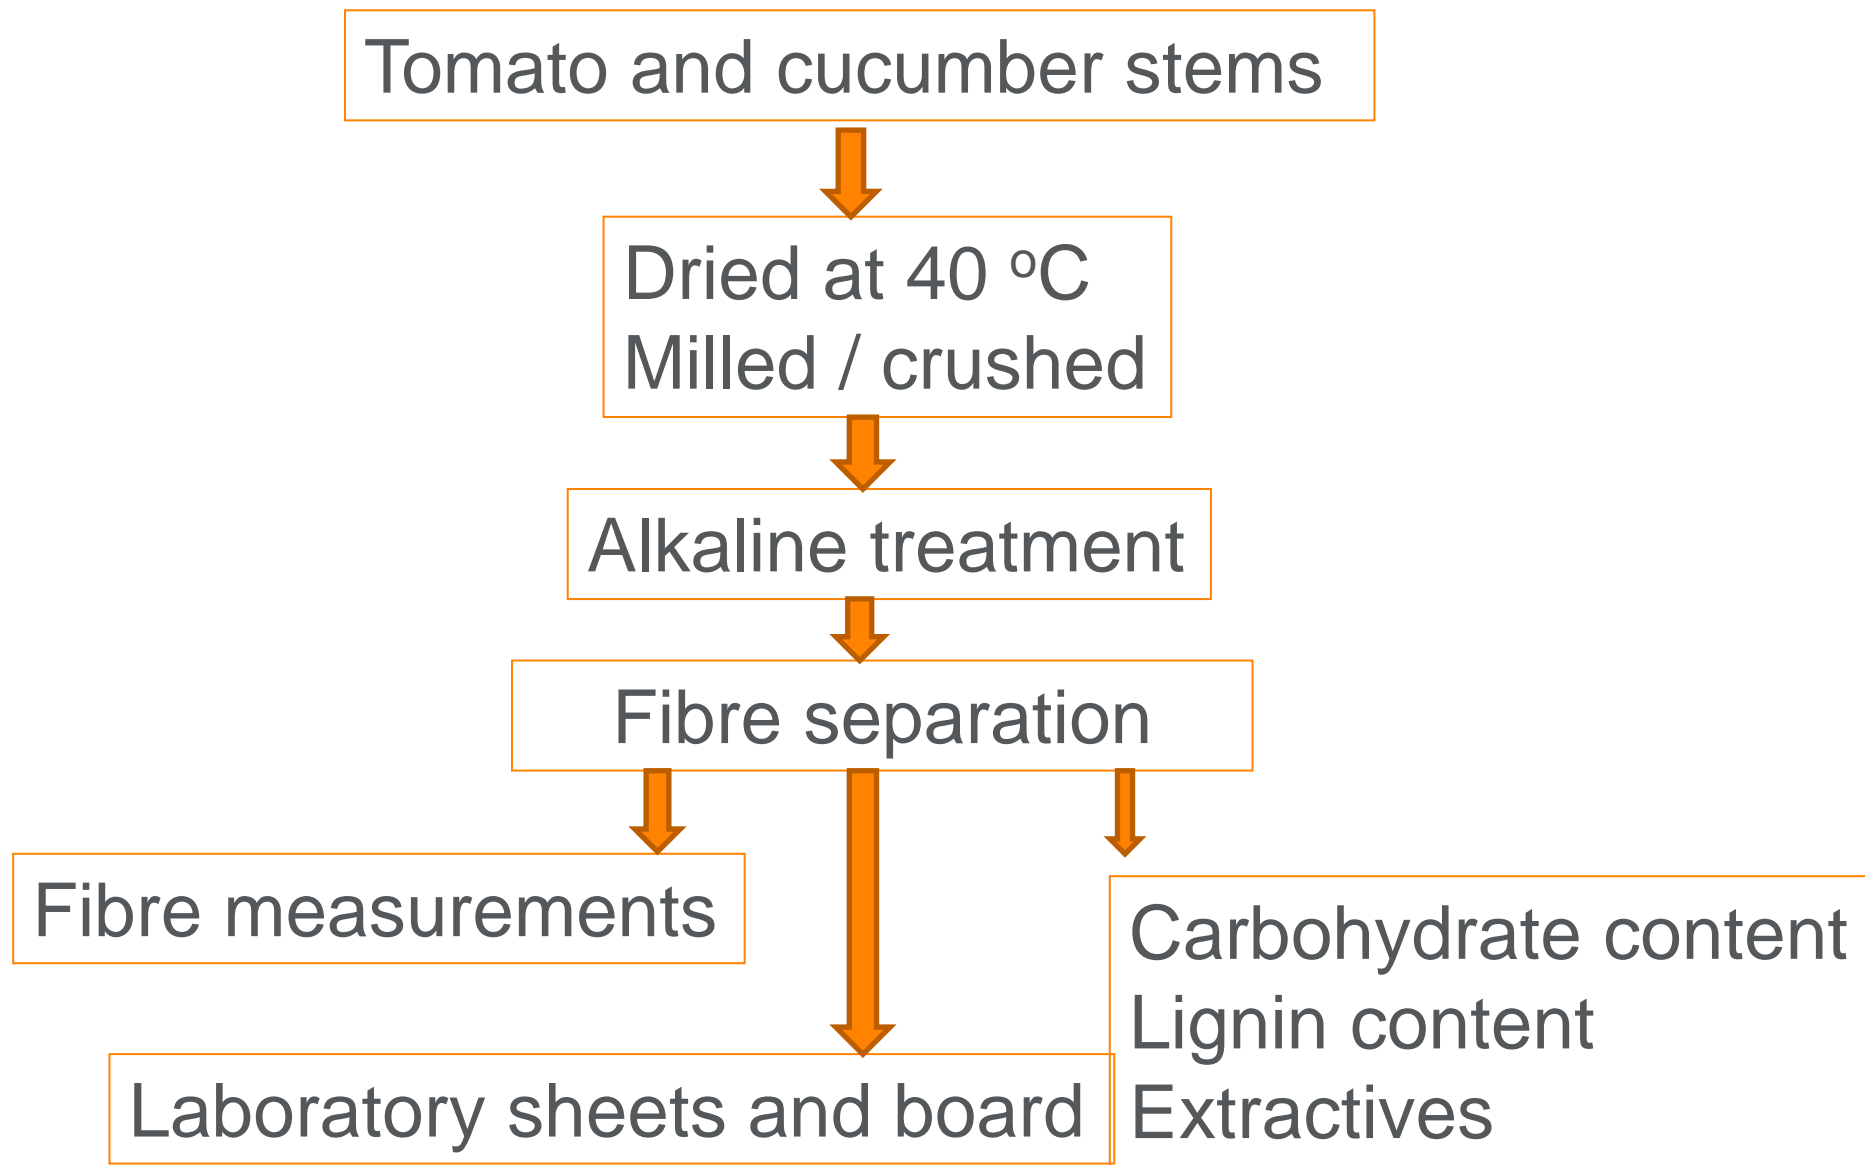 Tomato and cucumber stems
Dried at 40 ºC
Milled / crushed
Alkaline treatment
Fibre separation
Fibre measurements
Carbohydrate content
Lignin content
Extractives
Laboratory sheets and board